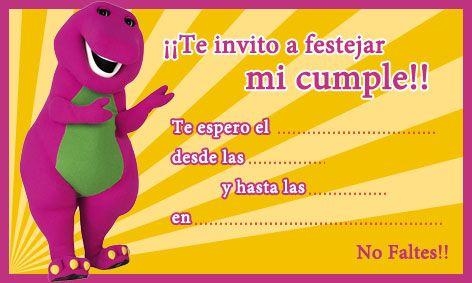 ¡¡Te invito a festejar
mi cumple!!
Te espero el ................................
desde las ................
y hasta las ................
en ..................................................
No Faltes!!